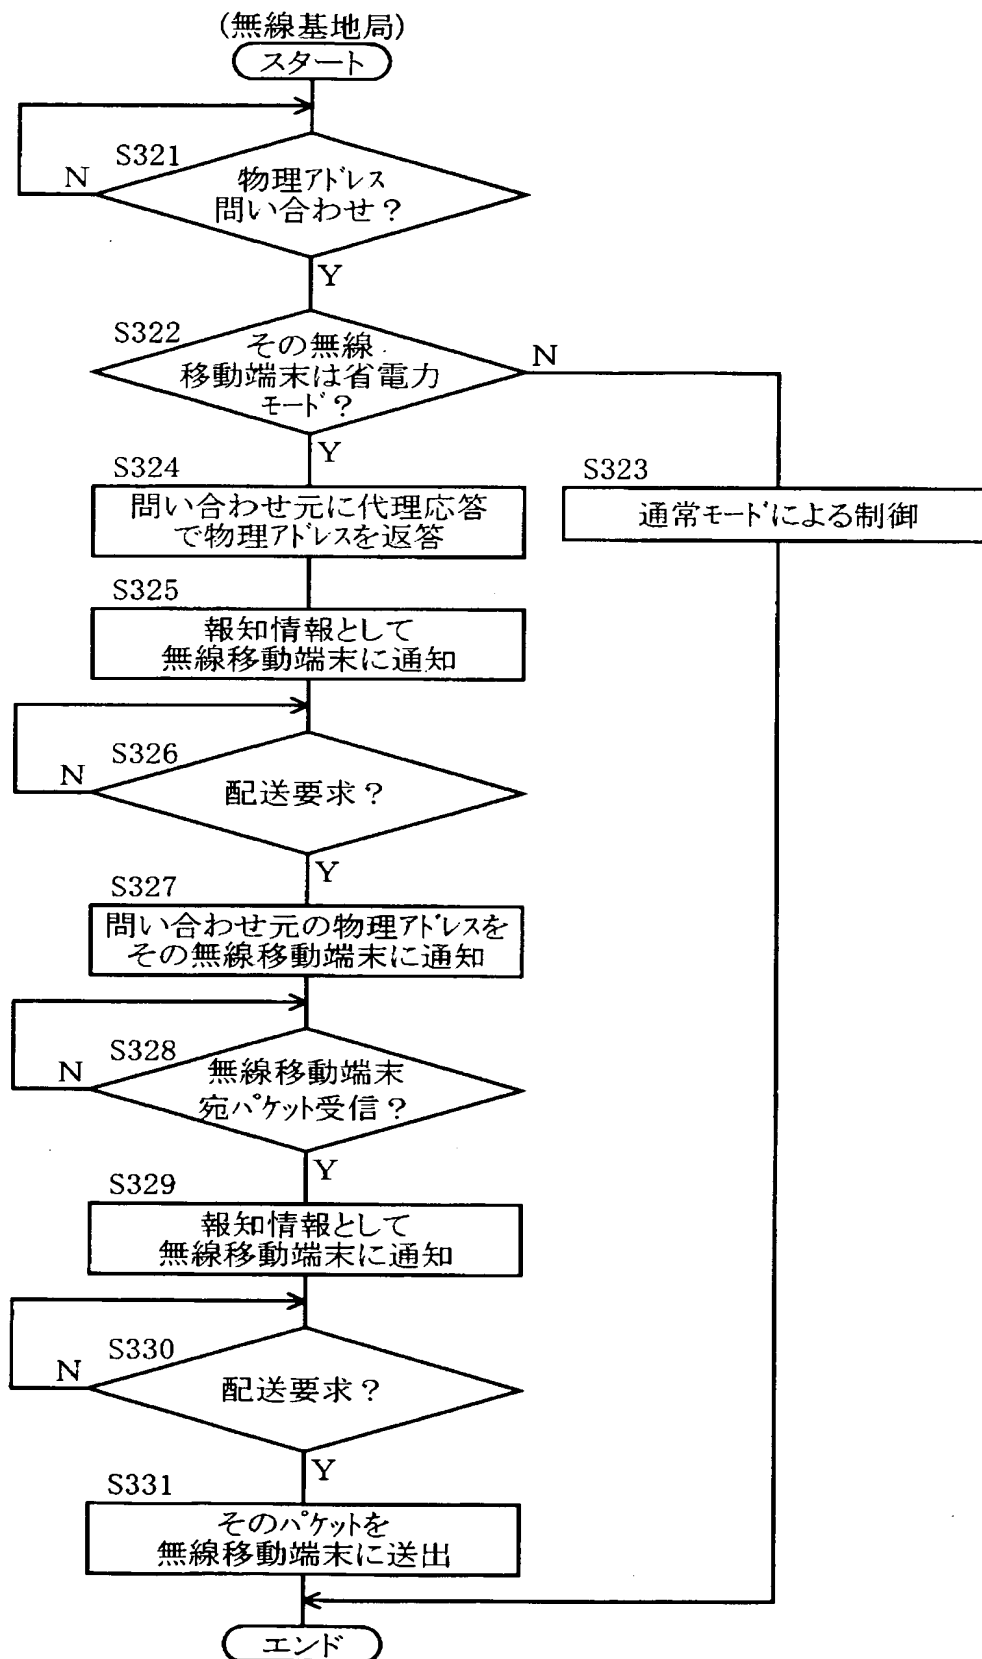 (無線基地局)
スタート
S321
N
物理アドレス
問い合わせ？
Y
S322
その無線
移動端末は省電力
モード？
N
Y
S324
問い合わせ元に代理応答
で物理アドレスを返答
S323
通常モードによる制御
S325
報知情報として
無線移動端末に通知
S326
N
配送要求？
Y
S327
問い合わせ元の物理アドレスを
その無線移動端末に通知
S328
N
無線移動端末
宛パケット受信？
Y
S329
報知情報として
無線移動端末に通知
S330
N
配送要求？
Y
S331
そのパケットを
無線移動端末に送出
エンド